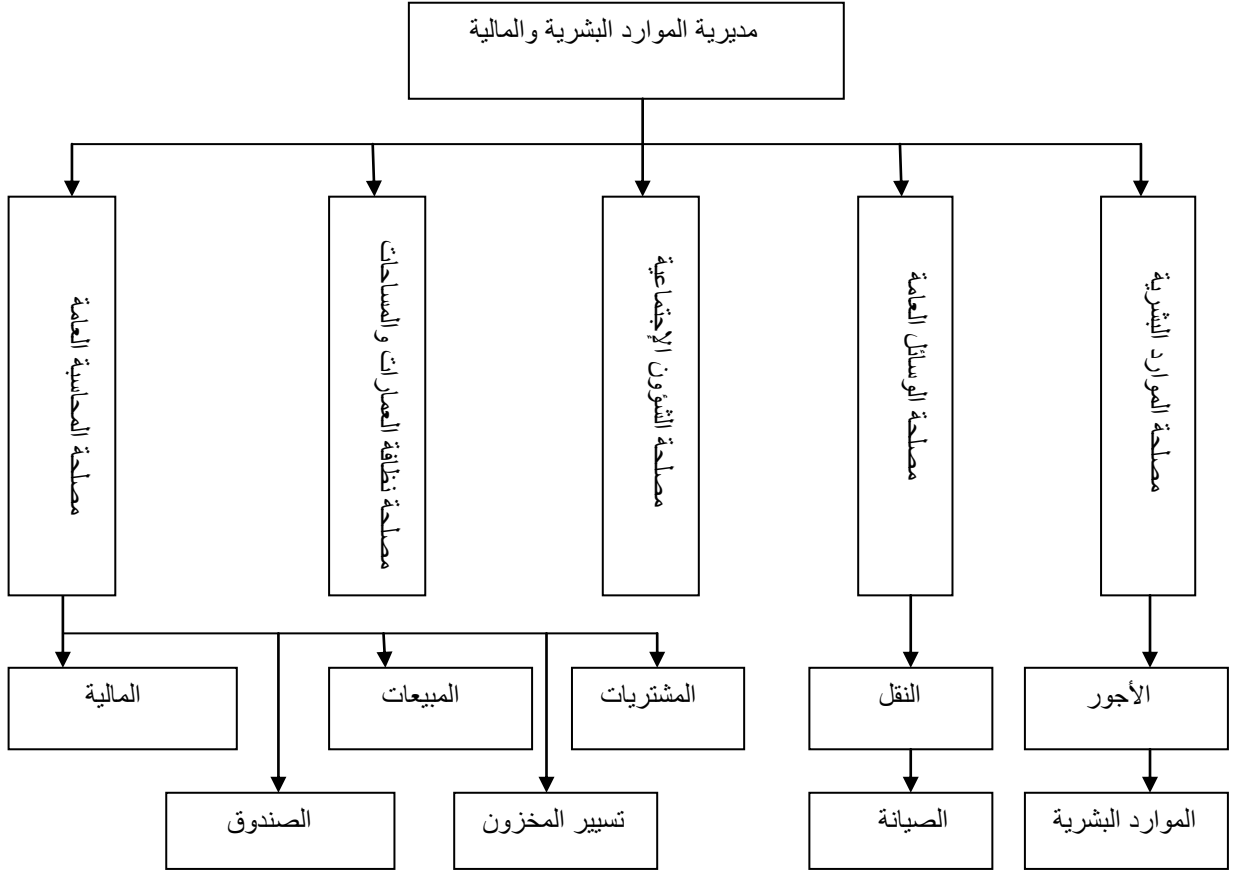 مديرية الموارد البشرية والمالية
مصلحة الموارد البشرية
مصلحة الوسائل العامة
مصلحة الشؤون الإجتماعية
مصلحة نظافة العمارات والمساحات
مصلحة المحاسبة العامة
الأجور
النقل
المشتريات
المبيعات
المالية
الموارد البشرية
الصيانة
تسيير المخزون
الصندوق